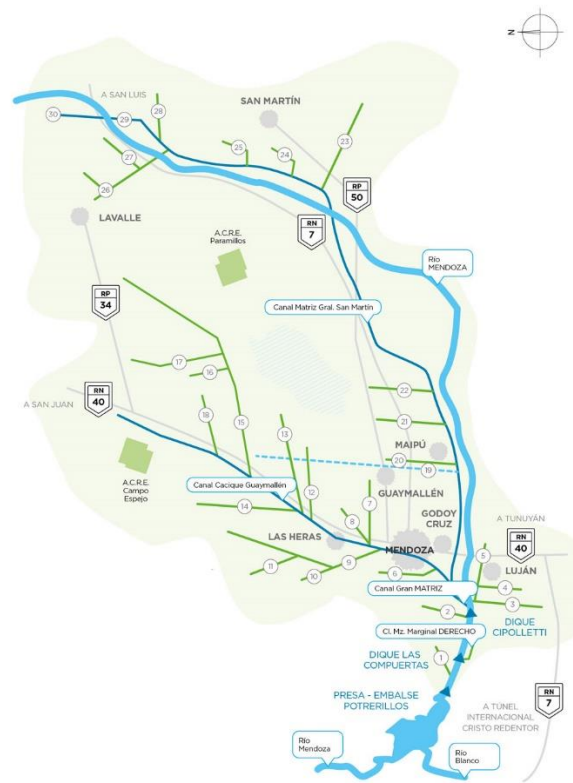 N
A SAN LUIS
SAN MARTÍN
30
29
28
23
25
24
27
26
RP
50
LAVALLE
RN
7
A.C.R.E.
Paramillos
Río
MENDOZA
RP
34
Canal Matriz Gral. San Martín
17
16
22
RN
40
A SAN JUAN
18
15
13
21
MAIPÚ
20
19
A.C.R.E.
Campo
Espejo
Canal Cacique Guaymallén
GUAYMALLÉN
14
12
7
8
GODOY
CRUZ
LAS HERAS
MENDOZA
A TUNUYÁN
RN
40
5
LUJÁN
11
10
9
6
4
Canal Gran MATRIZ
3
2
DIQUE
CIPOLLETTI
Cl. Mz. Marginal DERECHO
DIQUE LAS
COMPUERTAS
1
PRESA - EMBALSE
POTRERILLOS
RN
7
A TÚNEL
INTERNACIONAL
CRISTO REDENTOR
Río
Mendoza
Río
Blanco